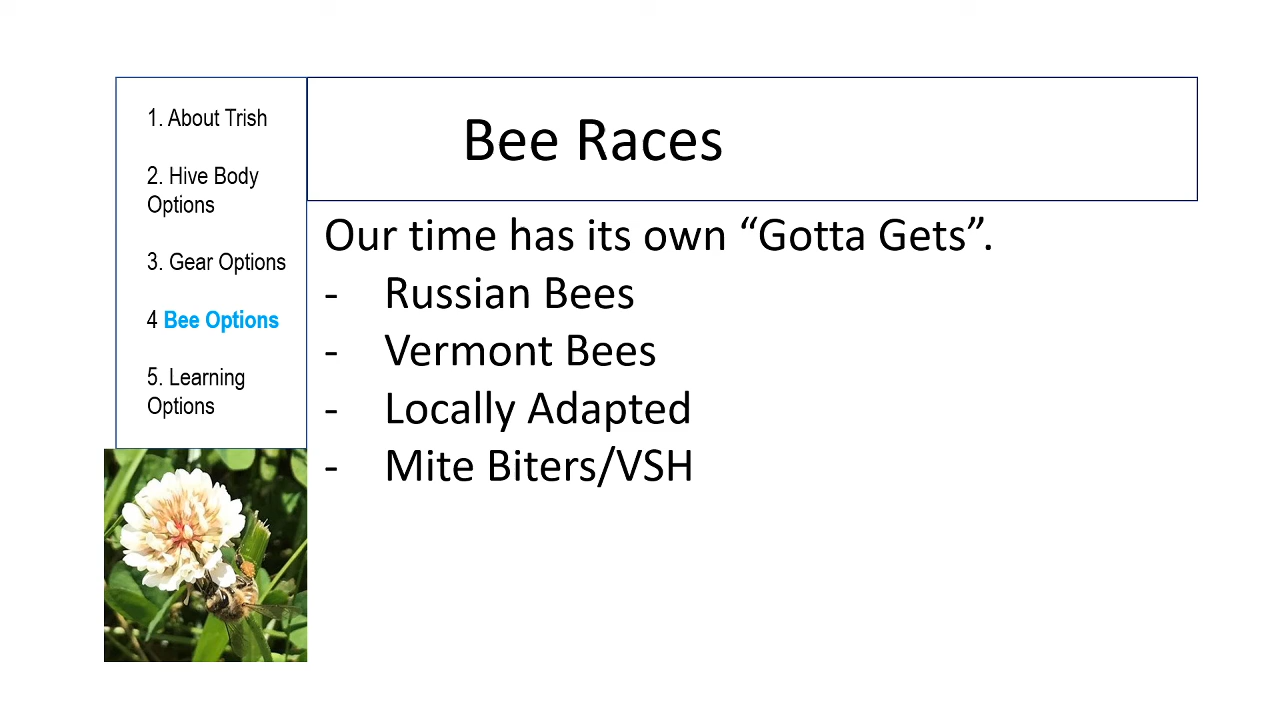 1. About Trish
2. Hive Body
Options
3. Gear Options
4 Bee Options
5. Learning
Options
Bee Races
Our time has its own “Gotta Gets”.
- Russian Bees
- Vermont Bees
- Locally Adapted
- Mite Biters/VSH